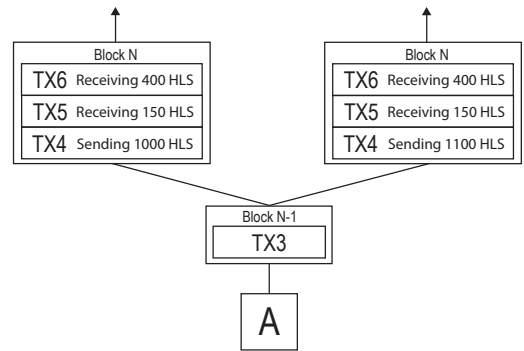 Block N
TX6 Receiving 400 HLS
TX5 Receiving 150 HLS
TX4 Sending 1000 HLS
Block N
TX6 Receiving 400 HLS
TX5 Receiving 150 HLS
TX4 Sending 1100 HLS
Block N-1
TX3
A